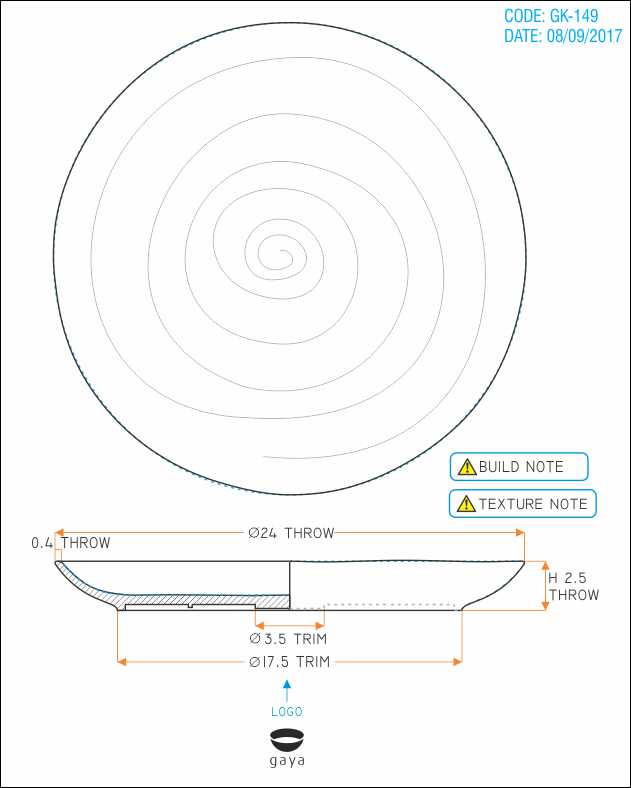 CODE: GK-149
DATE: 08/09/2017
⚠ BUILD NOTE
⚠ TEXTURE NOTE
Ø24 THROW
0.4 THROW
H 2.5
THROW
Ø3.5 TRIM
Ø17.5 TRIM
LOGO
gaya